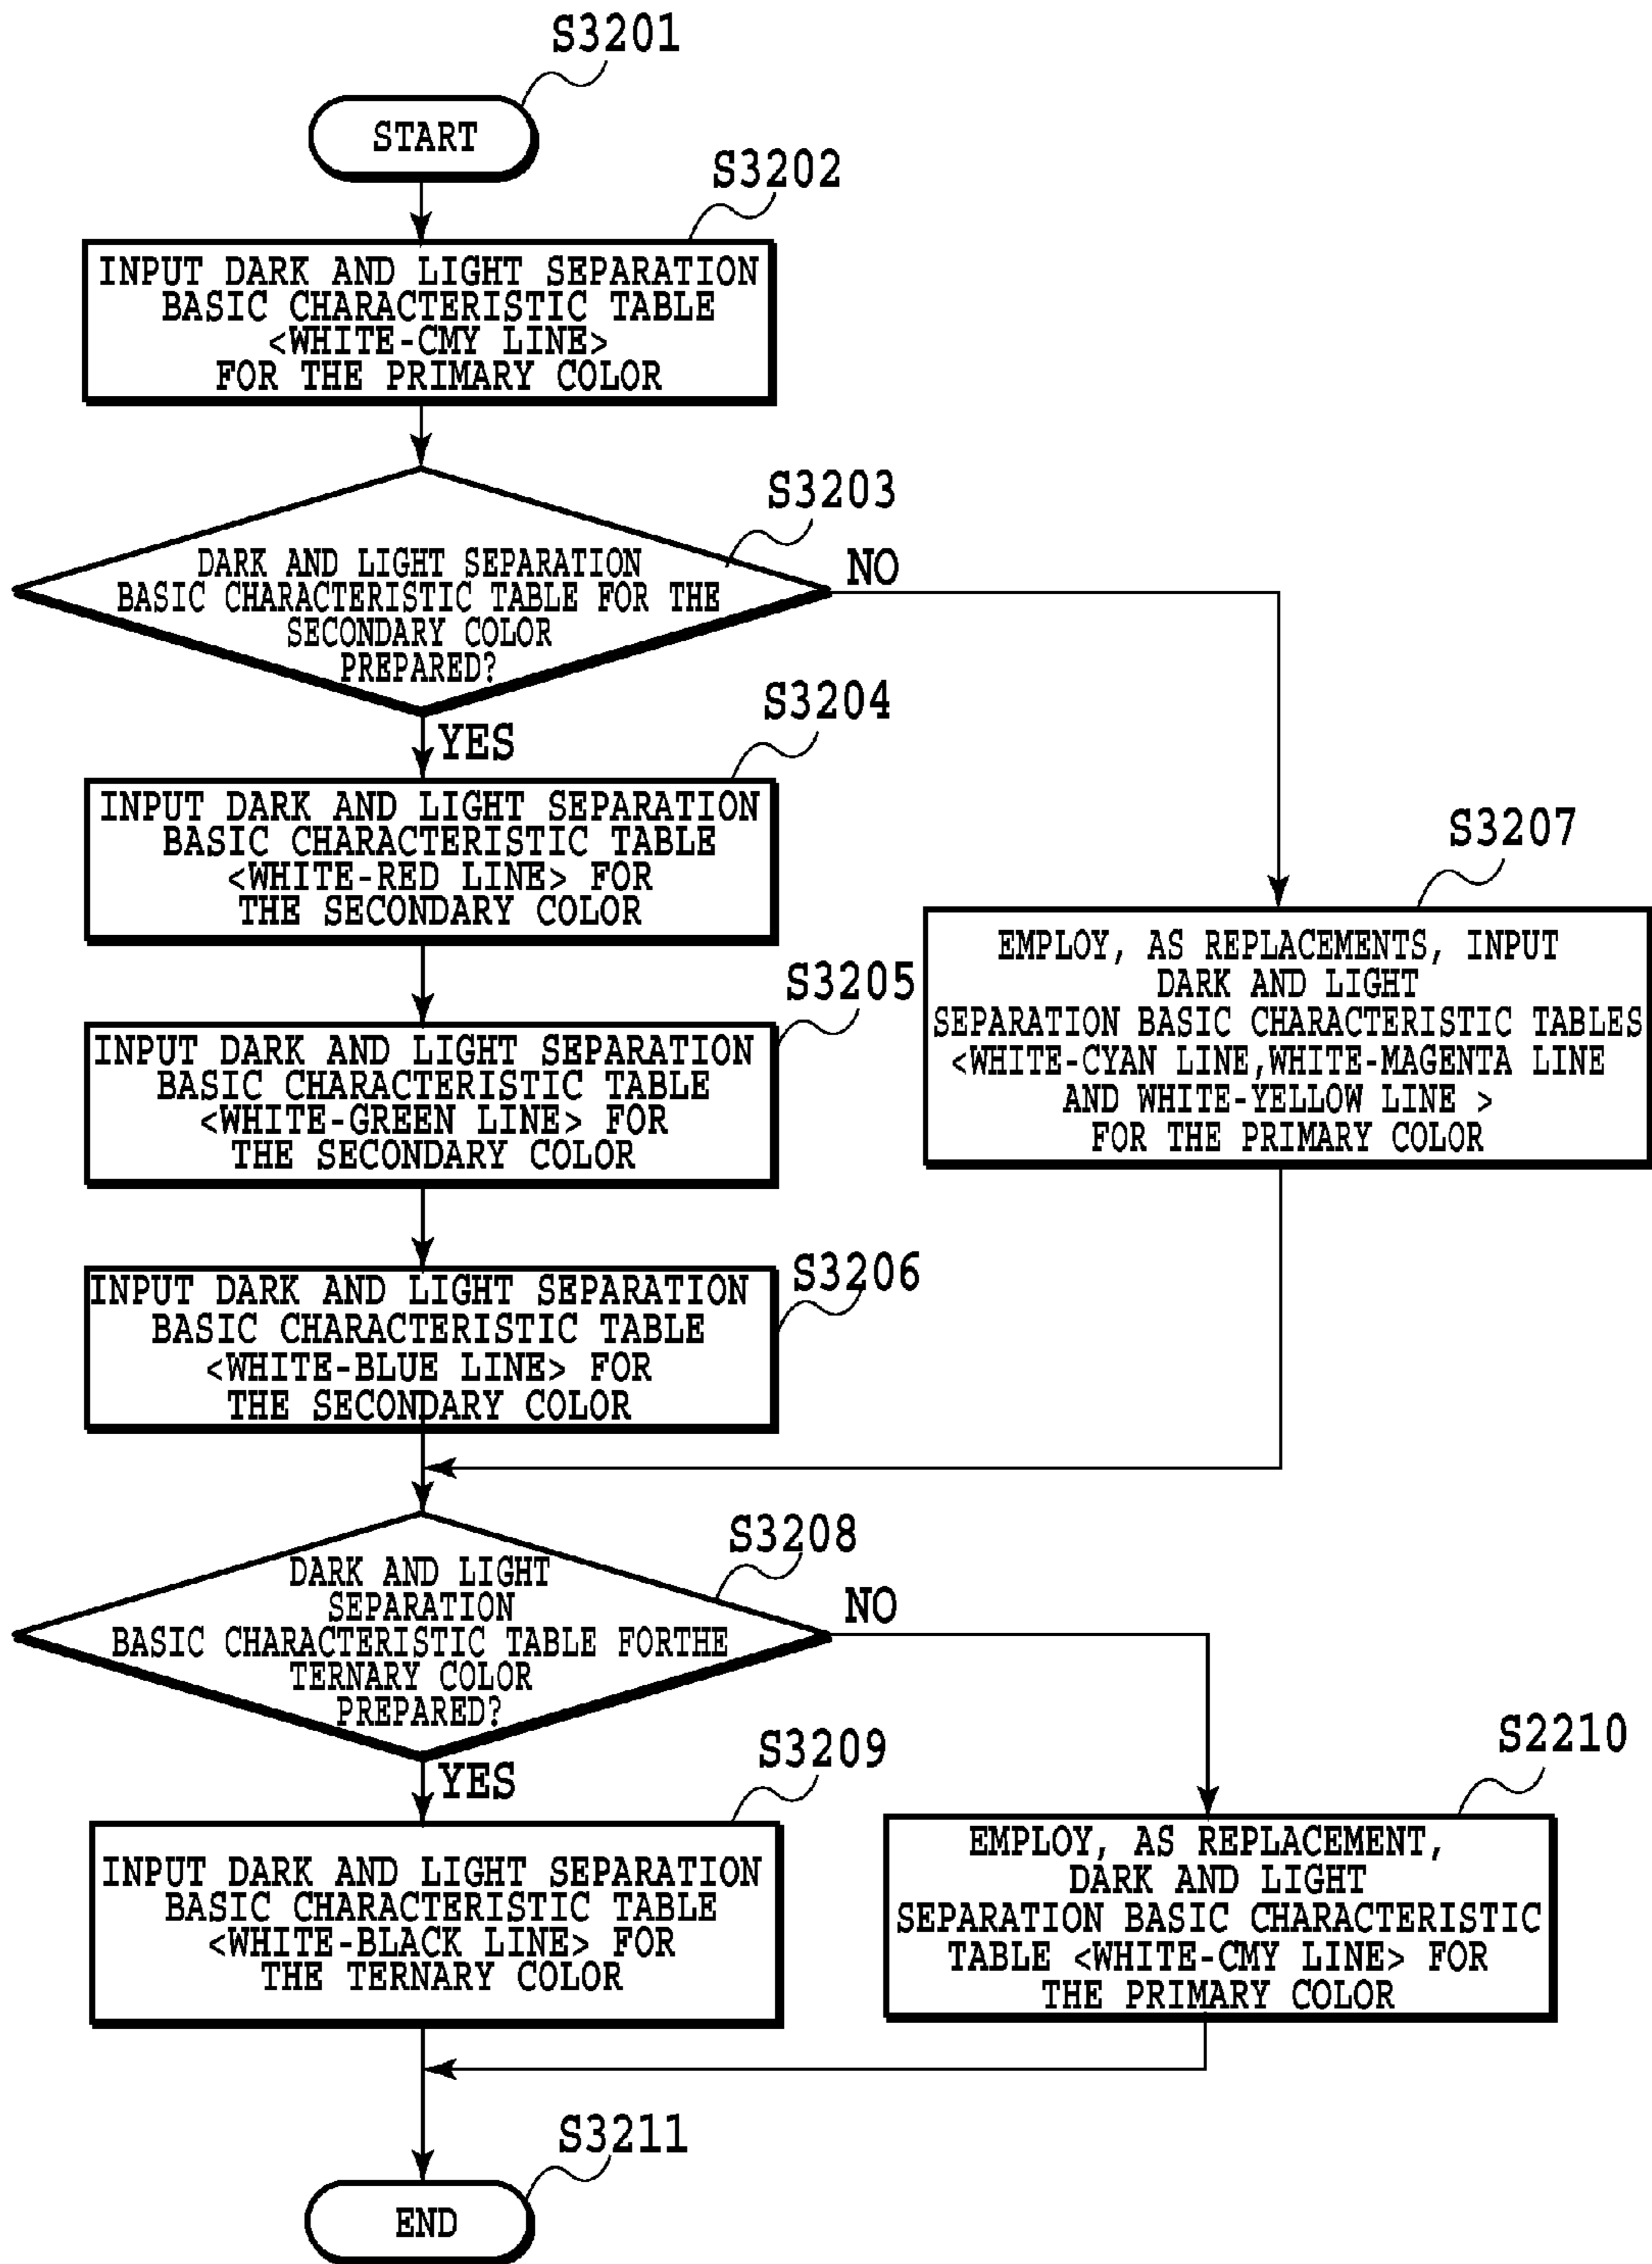 S3201
START
S3202
INPUT DARK AND LIGHT SEPARATION
BASIC CHARACTERISTIC TABLE
<WHITE-CMY LINE>
FOR THE PRIMARY COLOR
S3203
DARK AND LIGHT SEPARATION
BASIC CHARACTERISTIC TABLE FOR THE
SECONDARY COLOR
PREPARED?
NO
YES
S3204
INPUT DARK AND LIGHT SEPARATION
BASIC CHARACTERISTIC TABLE
<WHITE-RED LINE> FOR
THE SECONDARY COLOR
S3205
INPUT DARK AND LIGHT SEPARATION
BASIC CHARACTERISTIC TABLE
<WHITE-GREEN LINE> FOR
THE SECONDARY COLOR
S3206
INPUT DARK AND LIGHT SEPARATION
BASIC CHARACTERISTIC TABLE
<WHITE-BLUE LINE> FOR
THE SECONDARY COLOR
S3207
EMPLOY, AS REPLACEMENTS, INPUT
DARK AND LIGHT
SEPARATION BASIC CHARACTERISTIC TABLES
<WHITE-CYAN LINE,WHITE-MAGENTA LINE
AND WHITE-YELLOW LINE >
FOR THE PRIMARY COLOR
S3208
DARK AND LIGHT
SEPARATION
BASIC CHARACTERISTIC TABLE FORTHE
TERNARY COLOR
PREPARED?
NO
YES
S3209
INPUT DARK AND LIGHT SEPARATION
BASIC CHARACTERISTIC TABLE
<WHITE-BLACK LINE> FOR
THE TERNARY COLOR
S2210
EMPLOY, AS REPLACEMENT,
DARK AND LIGHT
SEPARATION BASIC CHARACTERISTIC
TABLE <WHITE-CMY LINE> FOR
THE PRIMARY COLOR
S3211
END